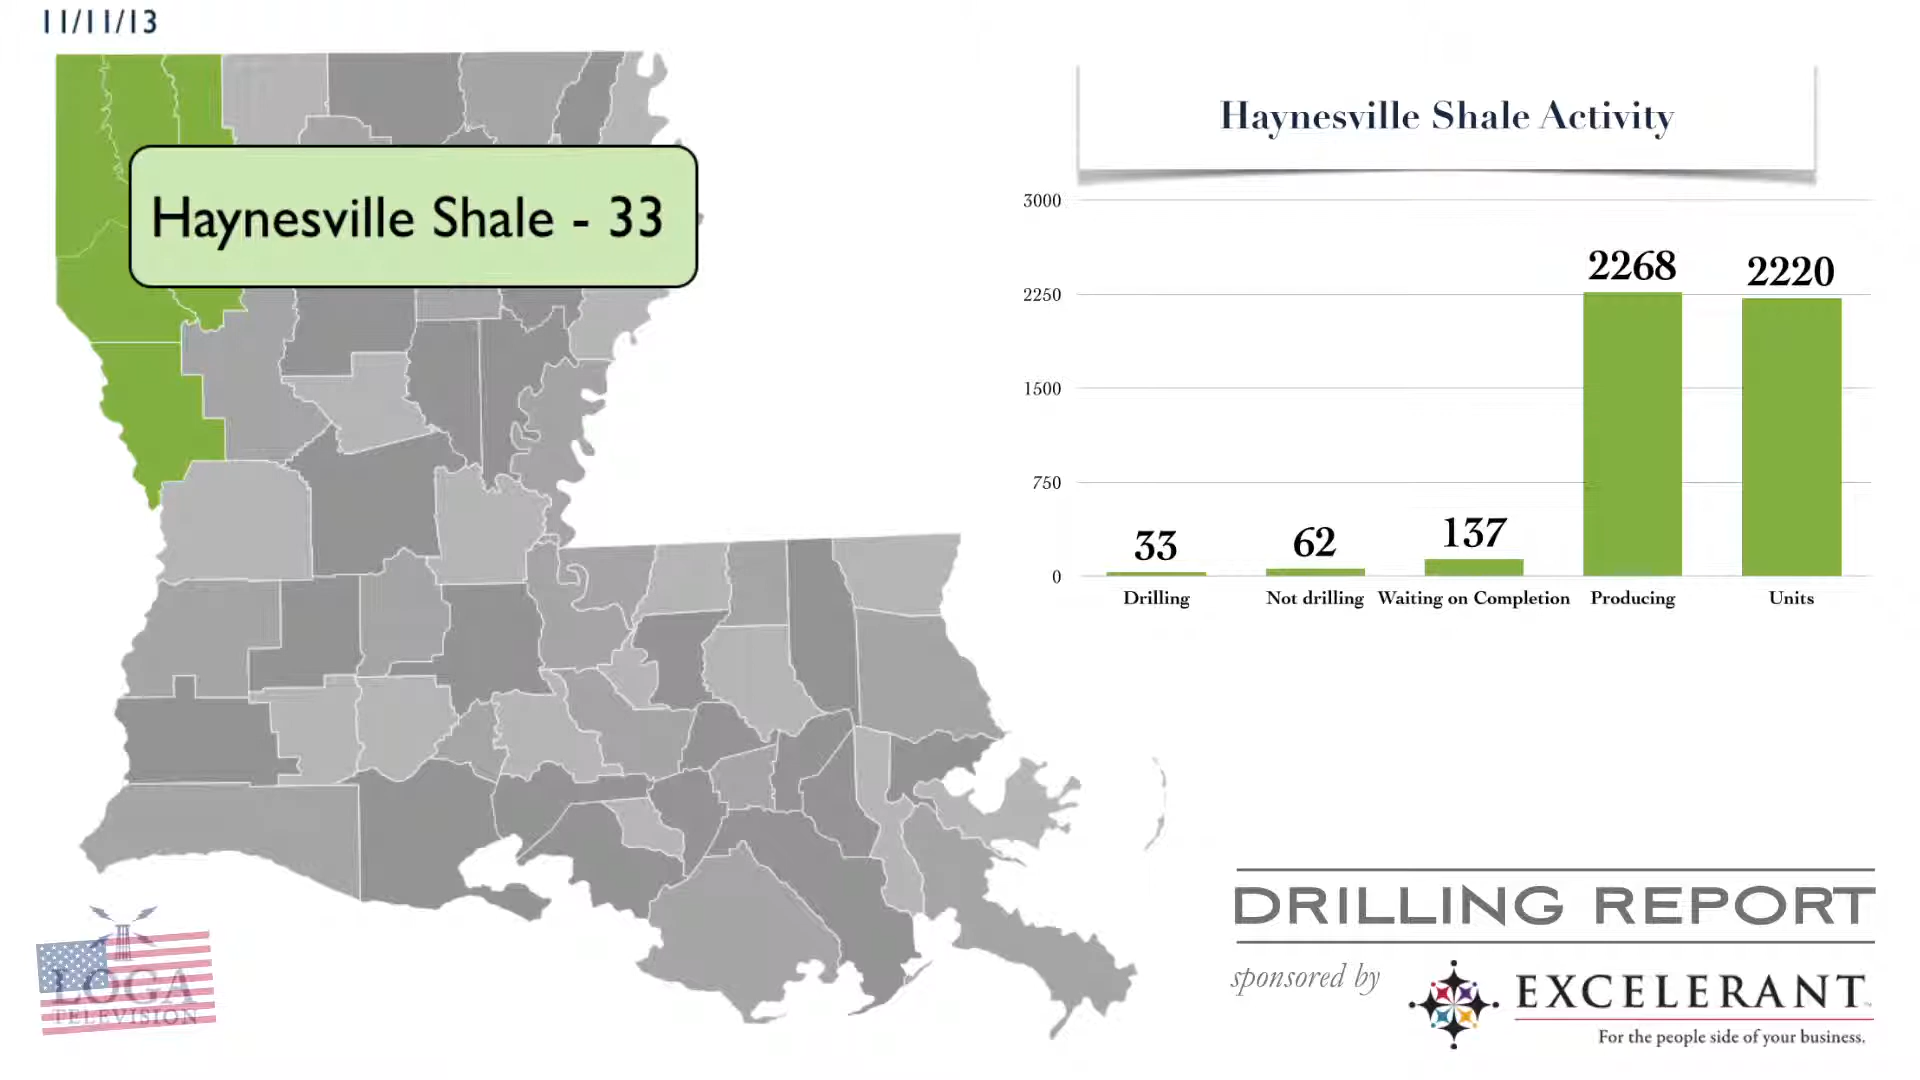 11/11/13
Haynesville Shale - 33
Haynesville Shale Activity
3000
2250
1500
750
0
33
62
137
2268
2220
Drilling
Not drilling
Waiting on Completion
Producing
Units
DRILLING REPORT
sponsored by
EXCELERANT
For the people side of your business.
LOGA
TELEVISION